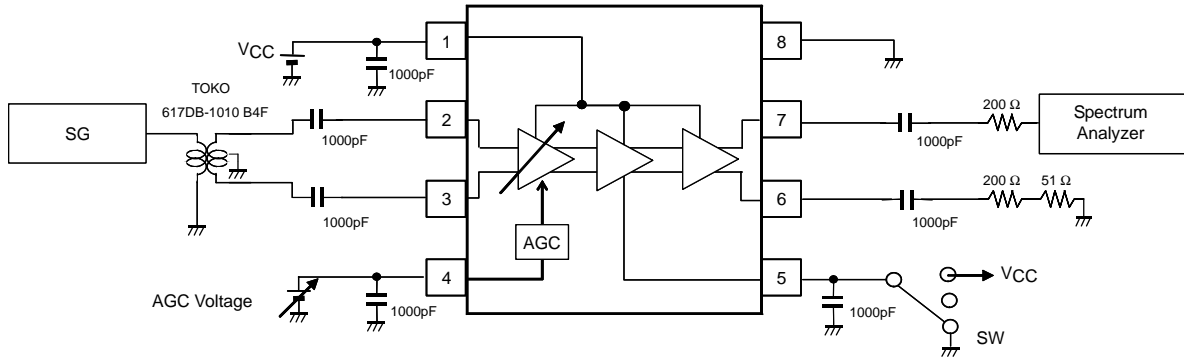 VCC
1000pF
1
8
TOKO
617DB-1010 B4F
SG
1000pF
2
7
1000pF
200 Ω
Spectrum
Analyzer
1000pF
3
6
1000pF
200 Ω
51 Ω
AGC
AGC Voltage
1000pF
4
5
1000pF
VCC
SW